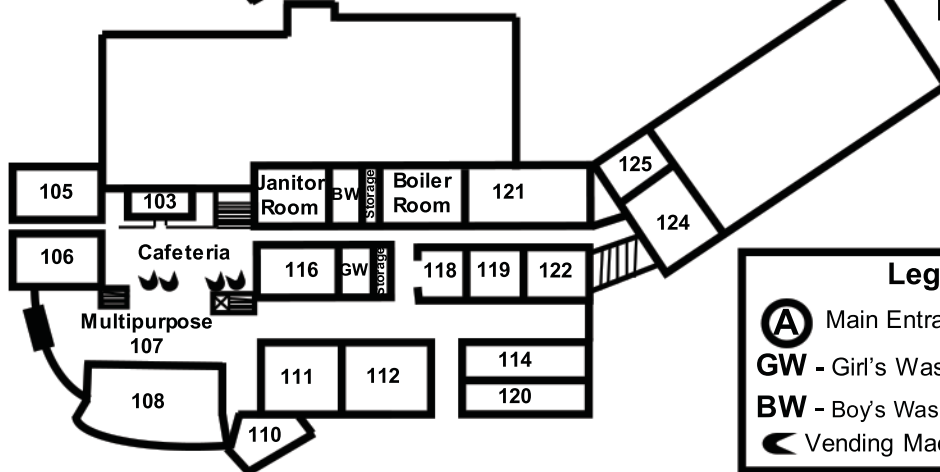 125
105
Janitor
Room
BW
Storage
Boiler
Room
121
103
124
106
Cafeteria
116
GW
Storage
118
119
122
Leg
Multipurpose
107
A Main Entra
114
111
112
GW - Girl's Was
120
108
BW - Boy's Was
110
Vending Mac